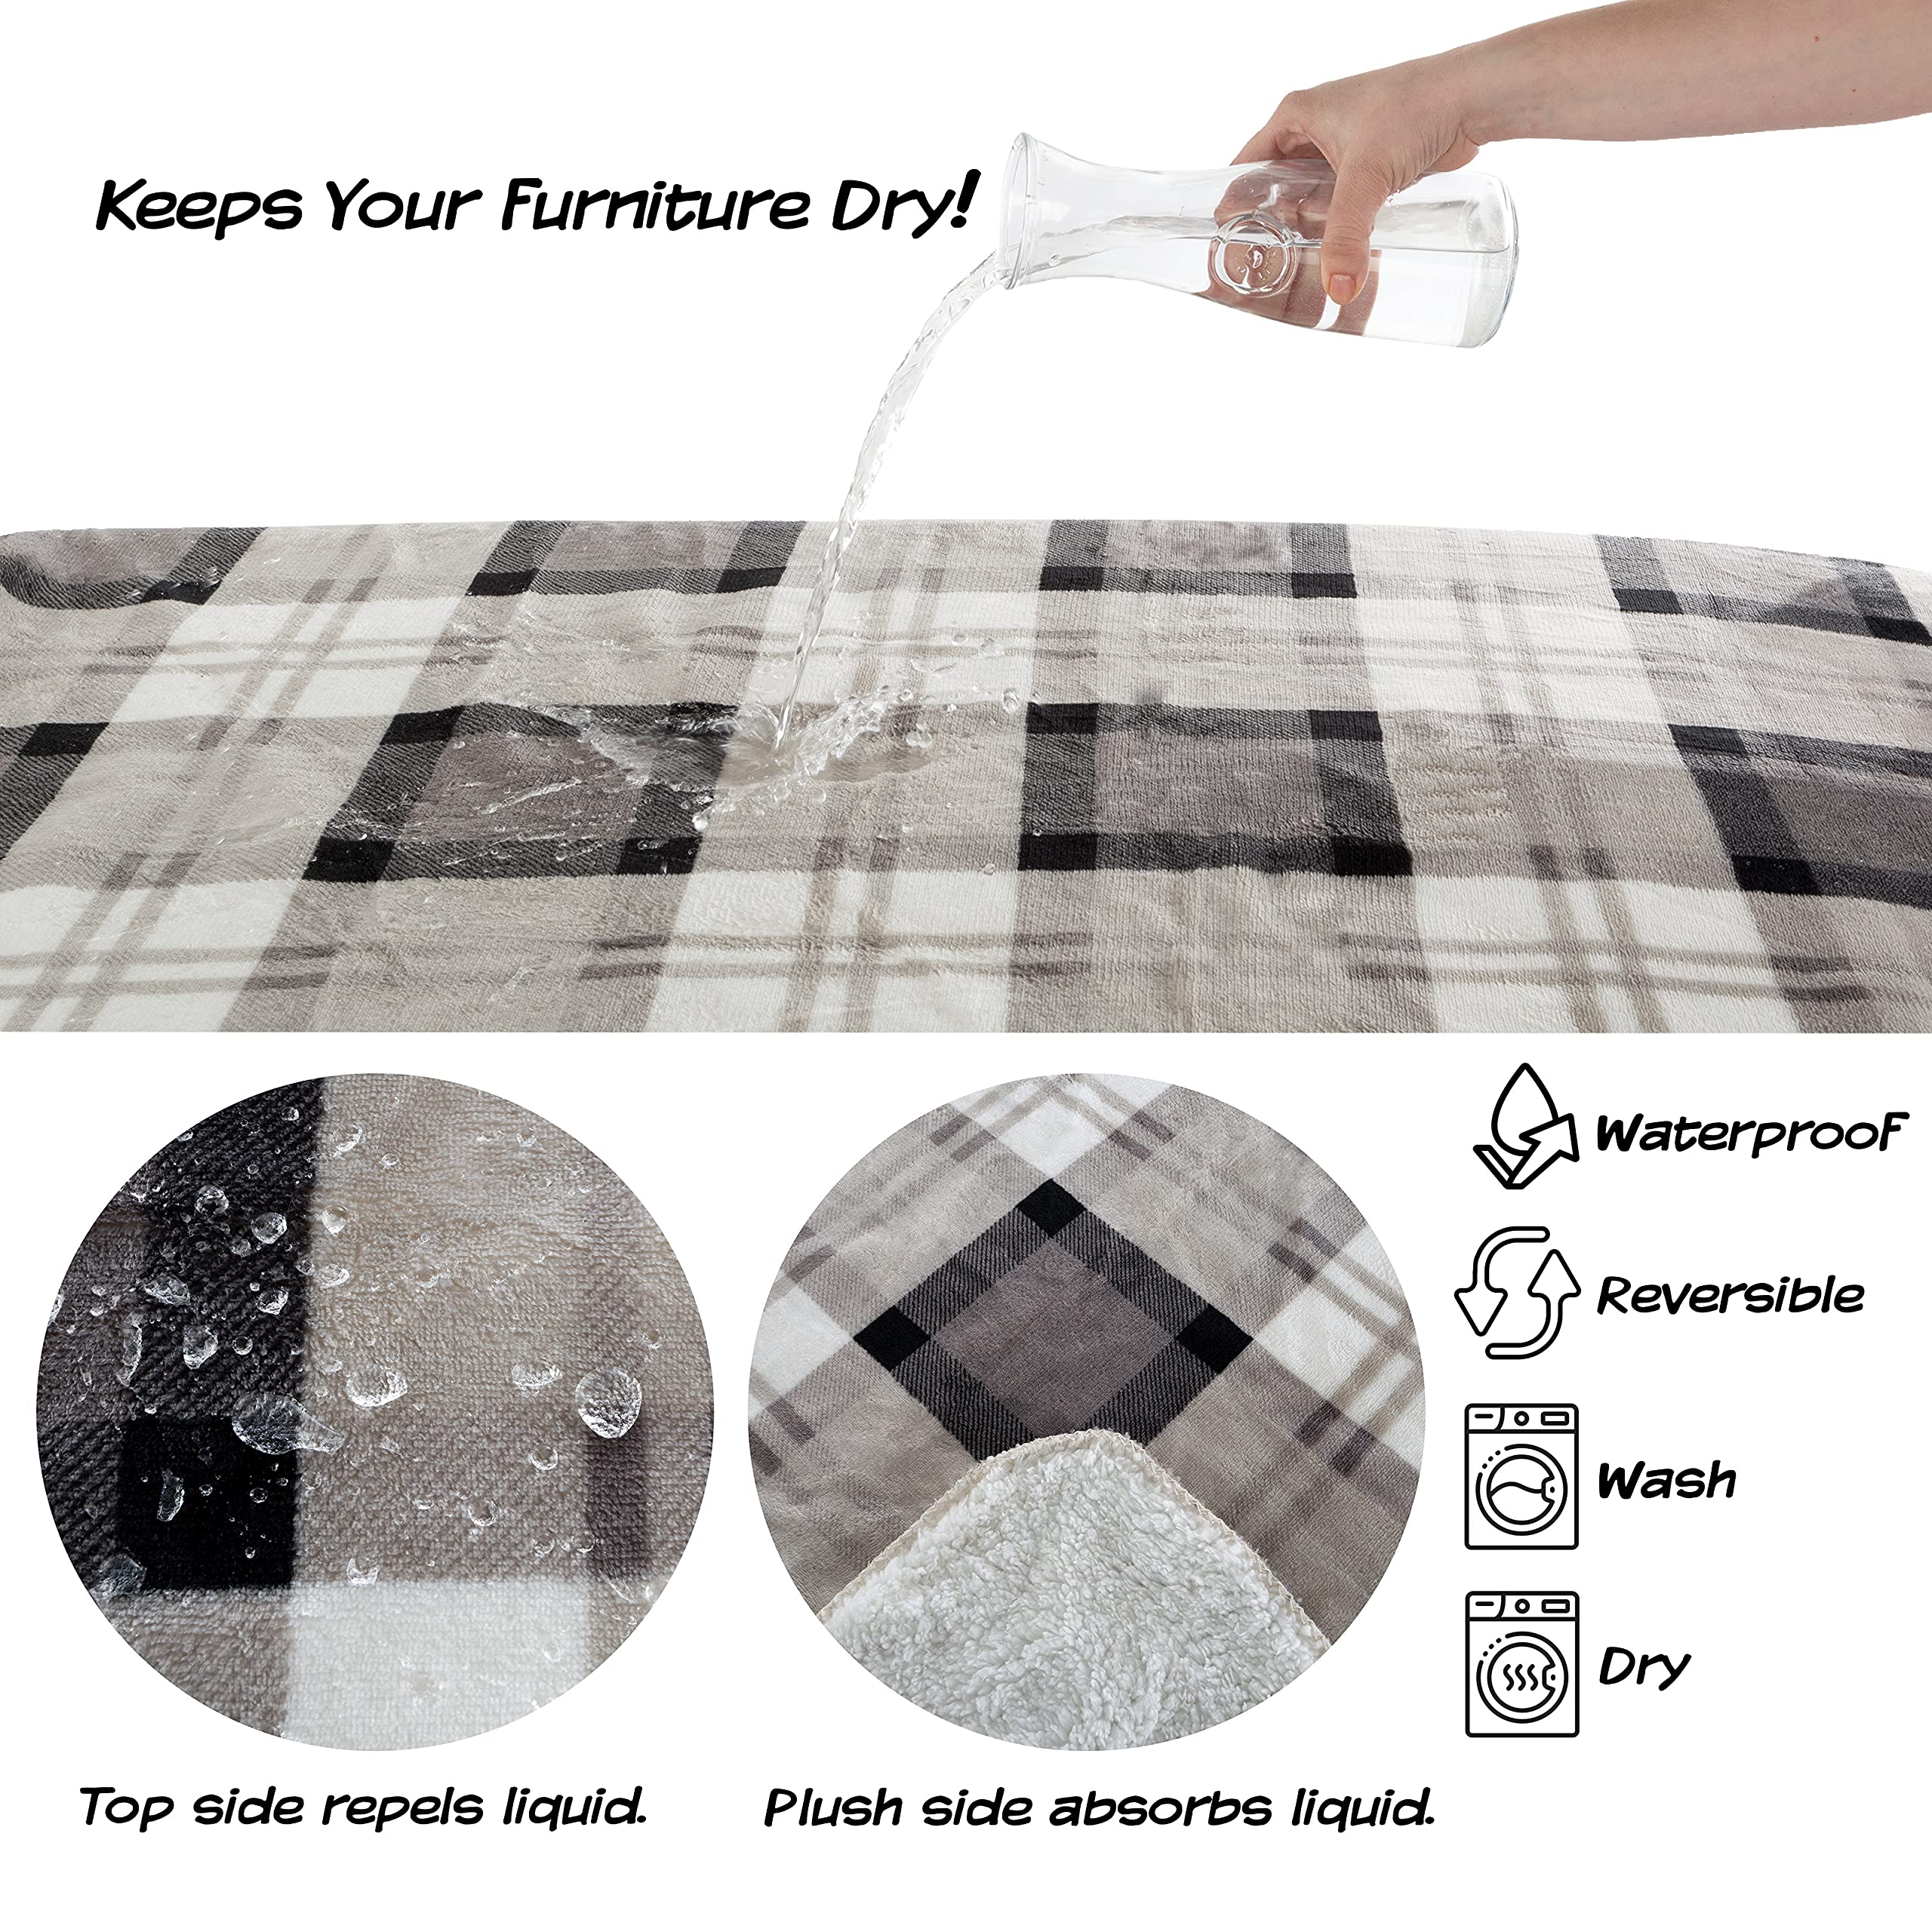 Keeps Your Furniture Dry!
Waterproof
Reversible
Wash
Dry
Top side repels liquid.
Plush side absorbs liquid.